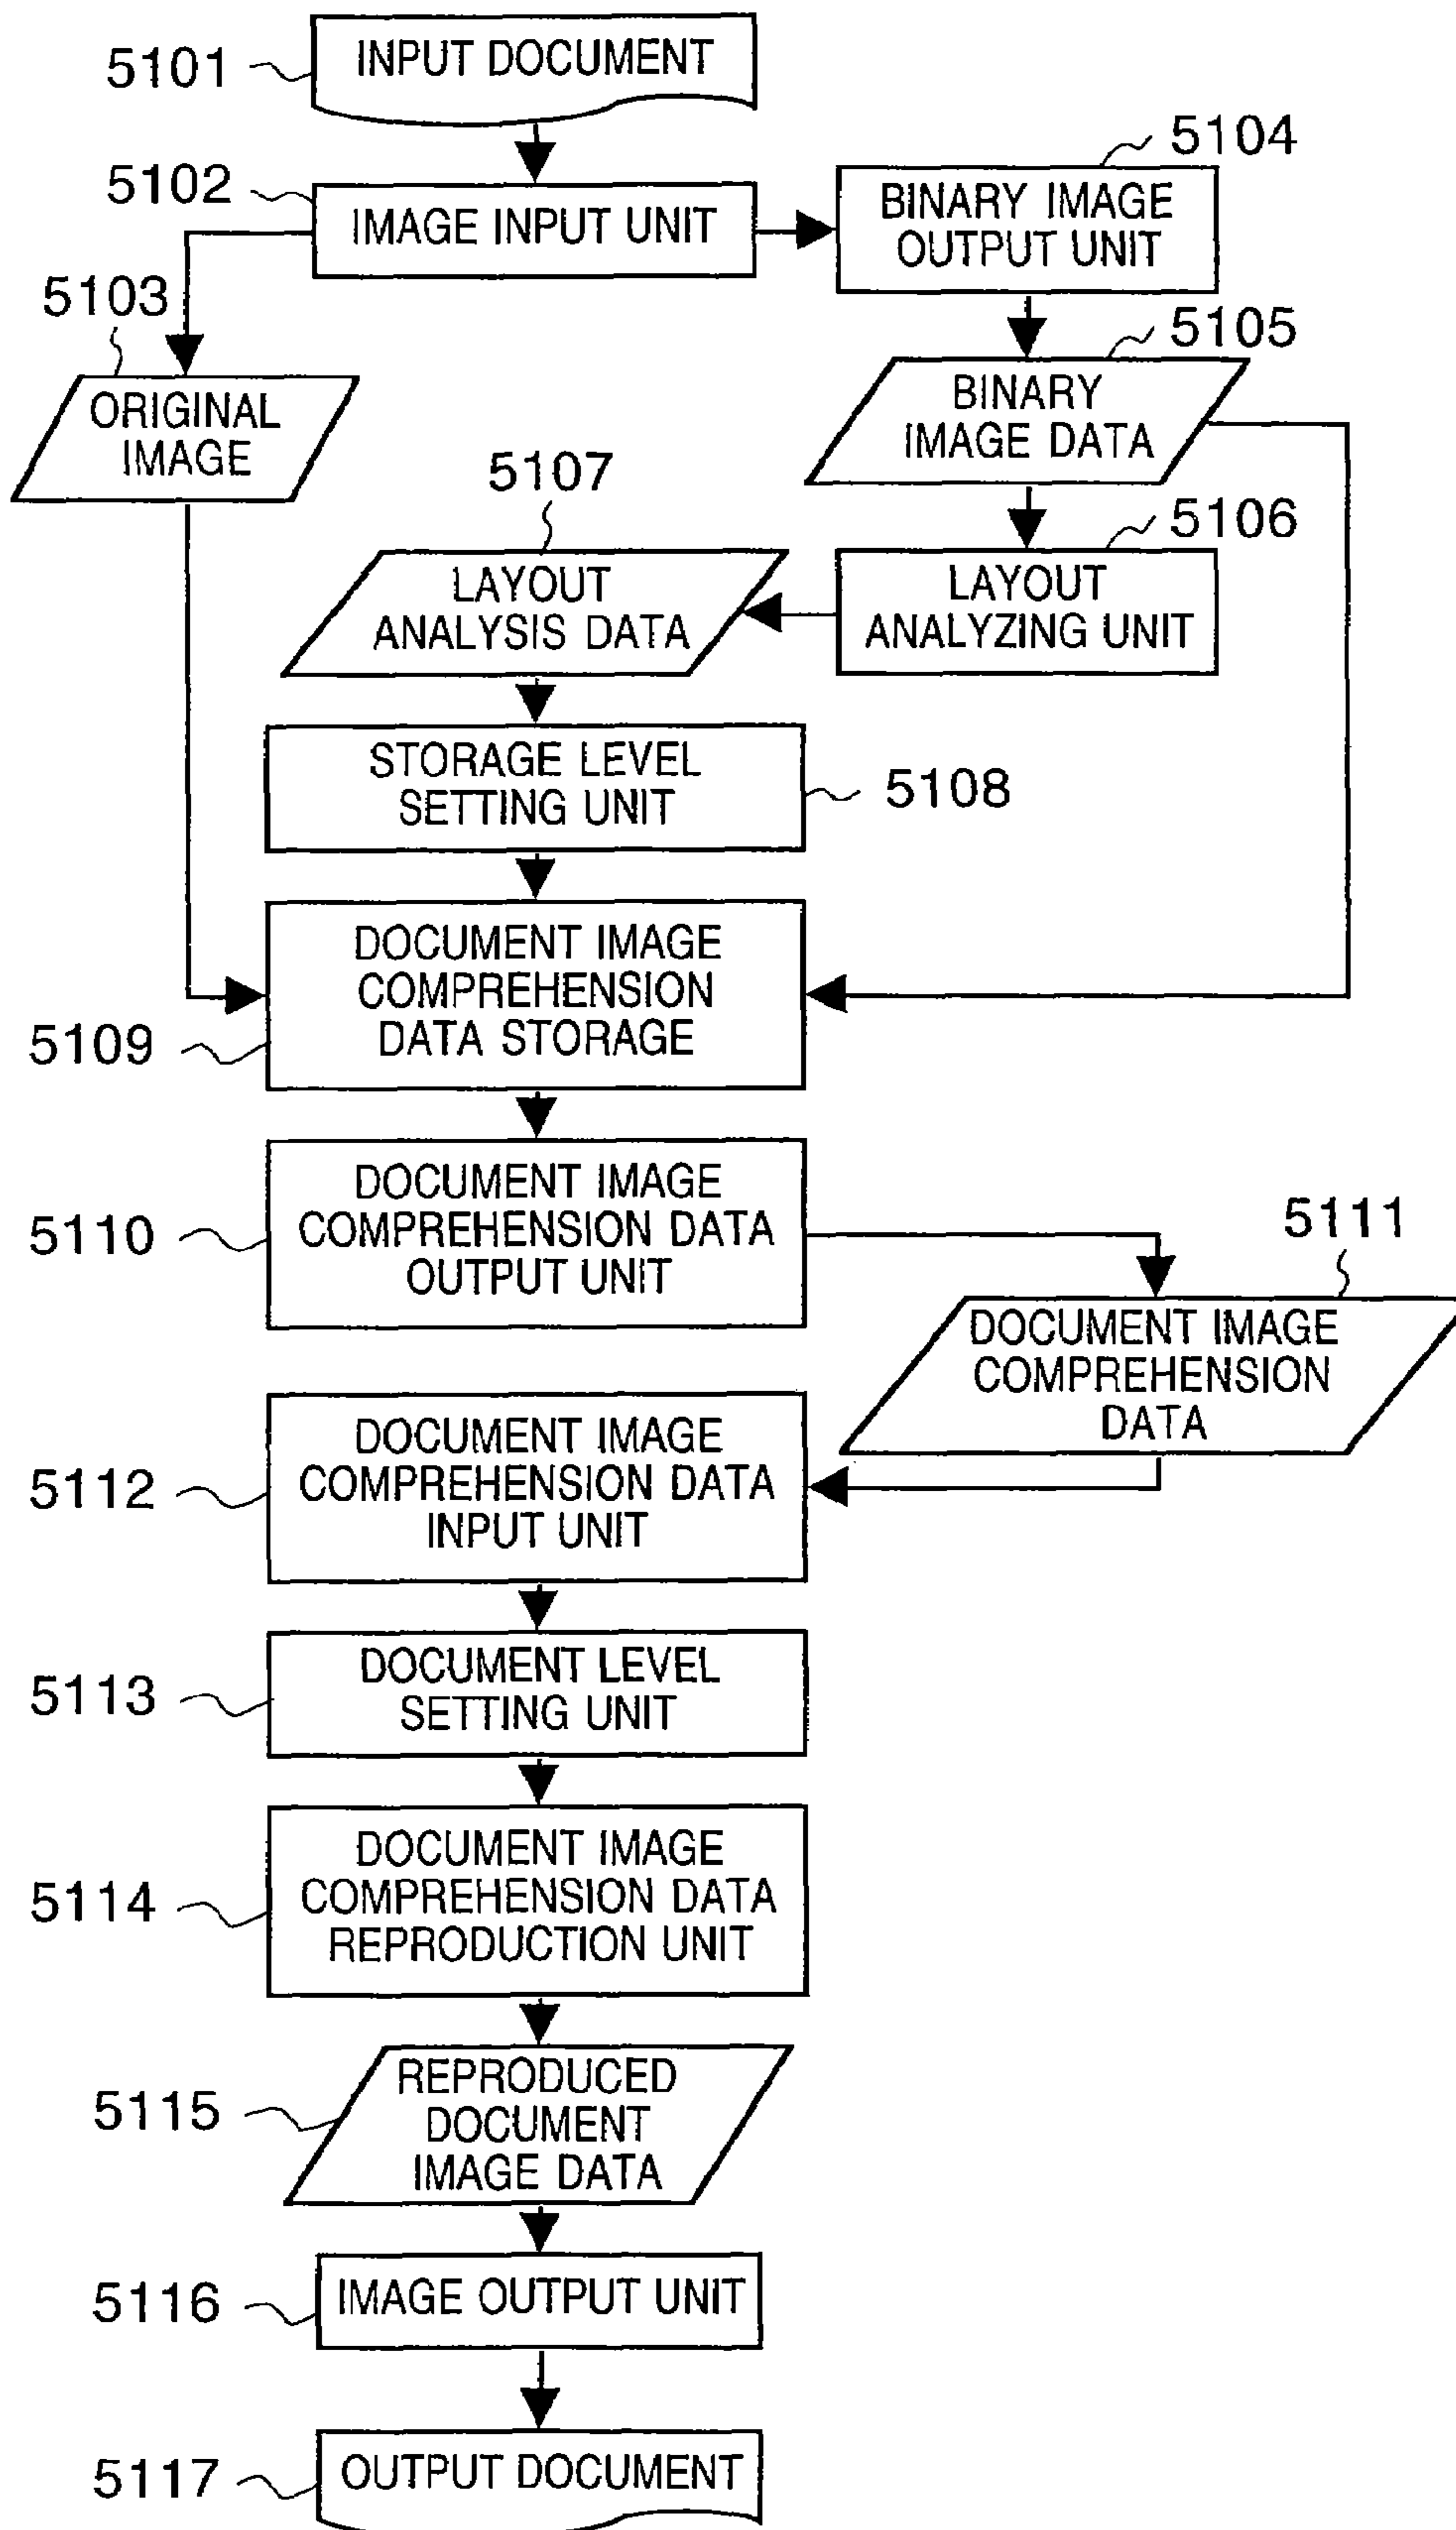 5101
INPUT DOCUMENT
5102
IMAGE INPUT UNIT
5104
BINARY IMAGE
OUTPUT UNIT
5103
ORIGINAL
IMAGE
5105
BINARY
IMAGE DATA
5107
LAYOUT
ANALYSIS DATA
5106
LAYOUT
ANALYZING UNIT
STORAGE LEVEL
SETTING UNIT
5108
DOCUMENT IMAGE
COMPREHENSION
DATA STORAGE
5109
DOCUMENT IMAGE
COMPREHENSION DATA
OUTPUT UNIT
5110
5111
DOCUMENT IMAGE
COMPREHENSION
DATA
DOCUMENT IMAGE
COMPREHENSION DATA
INPUT UNIT
5112
DOCUMENT LEVEL
SETTING UNIT
5113
DOCUMENT IMAGE
COMPREHENSION DATA
REPRODUCTION UNIT
5114
REPRODUCED
DOCUMENT
IMAGE DATA
5115
IMAGE OUTPUT UNIT
5116
OUTPUT DOCUMENT
5117